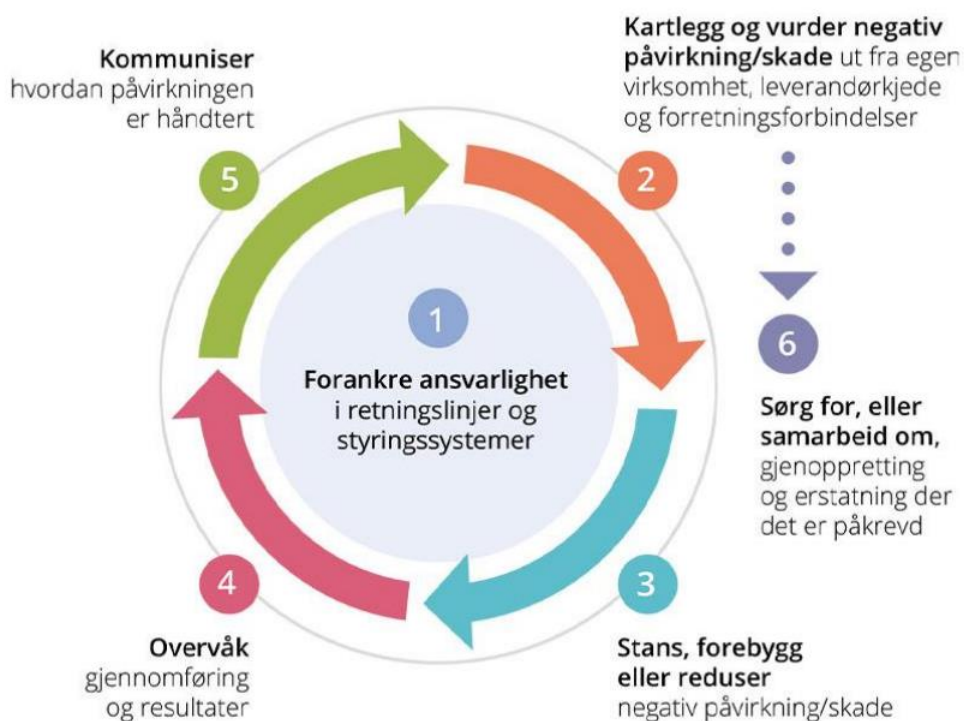 1
Forankre ansvarlighet
i retningslinjer og
styringssystemer
2
Kartlegg og vurder negativ
påvirkning/skade ut fra egen
virksomhet, leverandørkjede
og forretningsforbindelser
3
Stans, forebygg
eller reduser
negativ påvirkning/skade
4
Overvåk
gjennomføring
og resultater
5
Kommuniser
hvordan påvirkningen
er håndtert
6
Sørg for, eller
samarbeid om,
gjenoppretting
og erstatning der
det er påkrevd